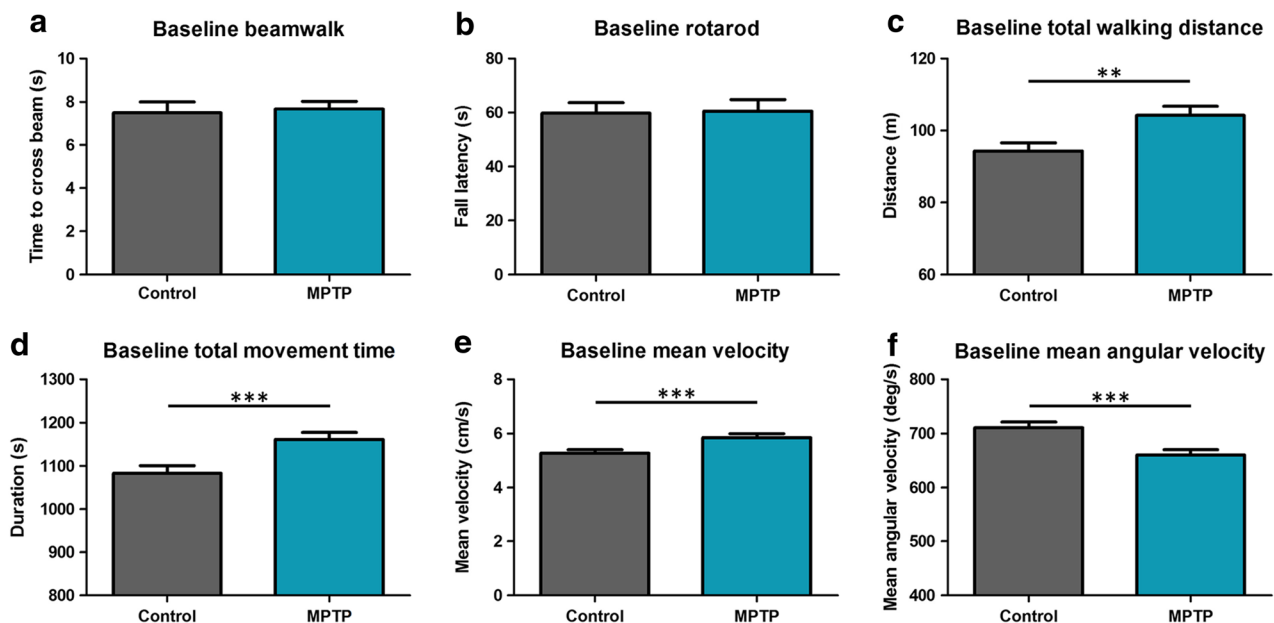 a
Baseline beamwalk
Time to cross beam (s)
10
8
6
4
2
0
Control
MPTP
b
Baseline rotarod
Fall latency (s)
80
60
40
20
0
Control
MPTP
c
Baseline total walking distance
Distance (m)
120
100
80
60
**
Control
MPTP
d
Baseline total movement time
Duration (s)
1300
1200
1100
1000
900
800
***
Control
MPTP
e
Baseline mean velocity
Mean velocity (cm/s)
8
6
4
2
0
***
Control
MPTP
f
Baseline mean angular velocity
Mean angular velocity (deg/s)
800
700
600
500
400
***
Control
MPTP